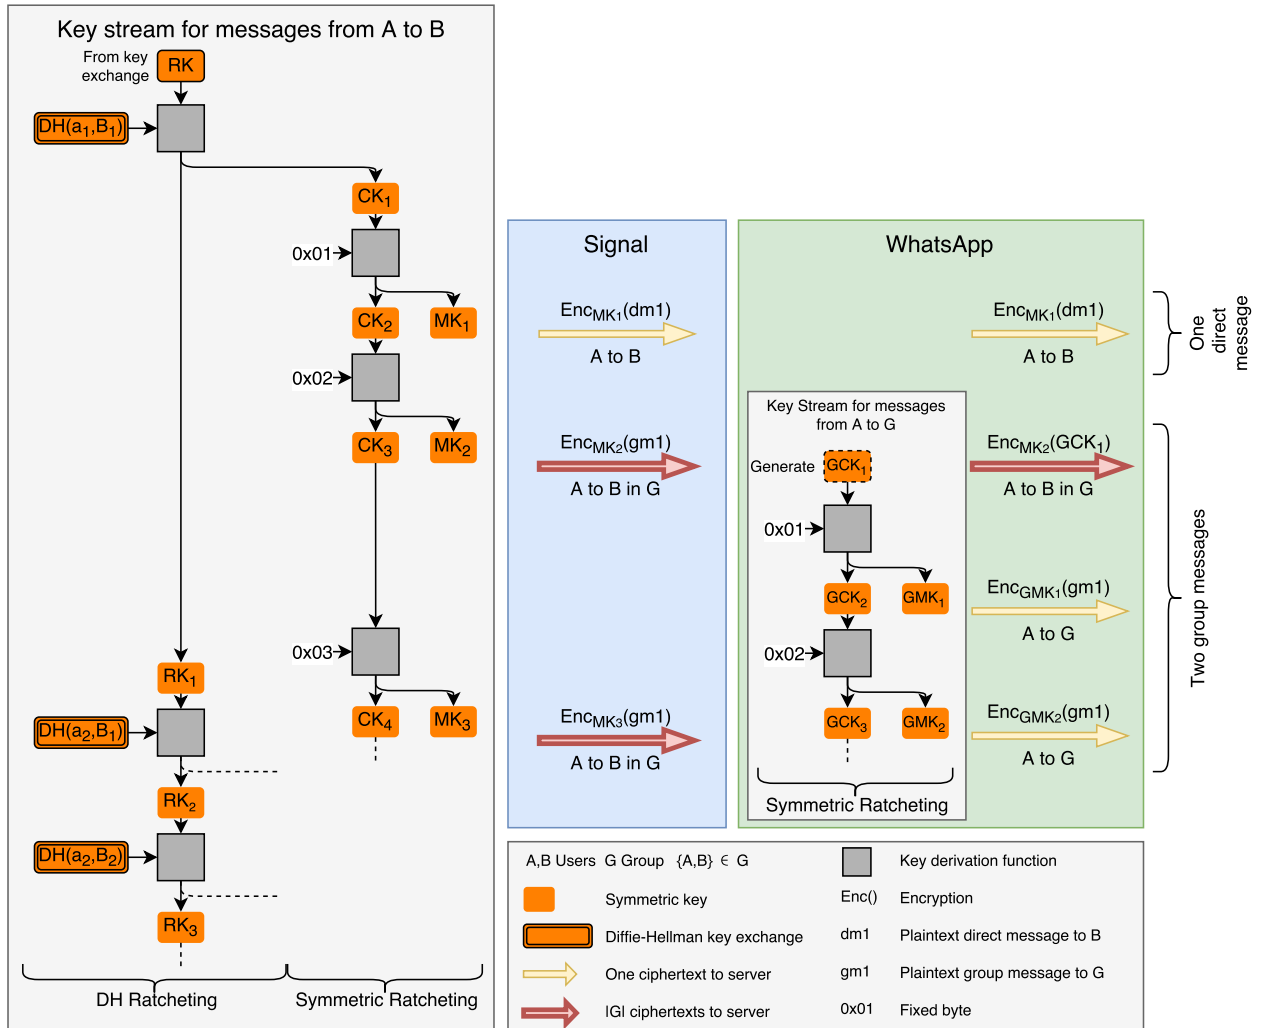 Key stream for messages from A to B
From key
exchange
RK
DH(a1,B1)
CK1
0x01
CK2
MK1
0x02
CK3
MK2
0x03
RK1
CK4
MK3
DH(a2,B1)
RK2
DH(a2,B2)
RK3
DH Ratcheting
Symmetric Ratcheting
Signal
EncMK1(dm1)
A to B
EncMK2(gm1)
A to B in G
EncMK3(gm1)
A to B in G
WhatsApp
EncMK1(dm1)
A to B
Key Stream for messages
from A to G
Generate
GCK1
0x01
GCK2
GMK1
0x02
GCK3
GMK2
Symmetric Ratcheting
EncMK2(GCK1)
A to B in G
EncGMK1(gm1)
A to G
EncGMK2(gm1)
A to G
One
direct
message
Two group messages
A,B Users G Group {A,B} ∈ G
Symmetric key
Diffie-Hellman key exchange
One ciphertext to server
|G| ciphertexts to server
Key derivation function
Enc() Encryption
dm1 Plaintext direct message to B
gm1 Plaintext group message to G
0x01 Fixed byte